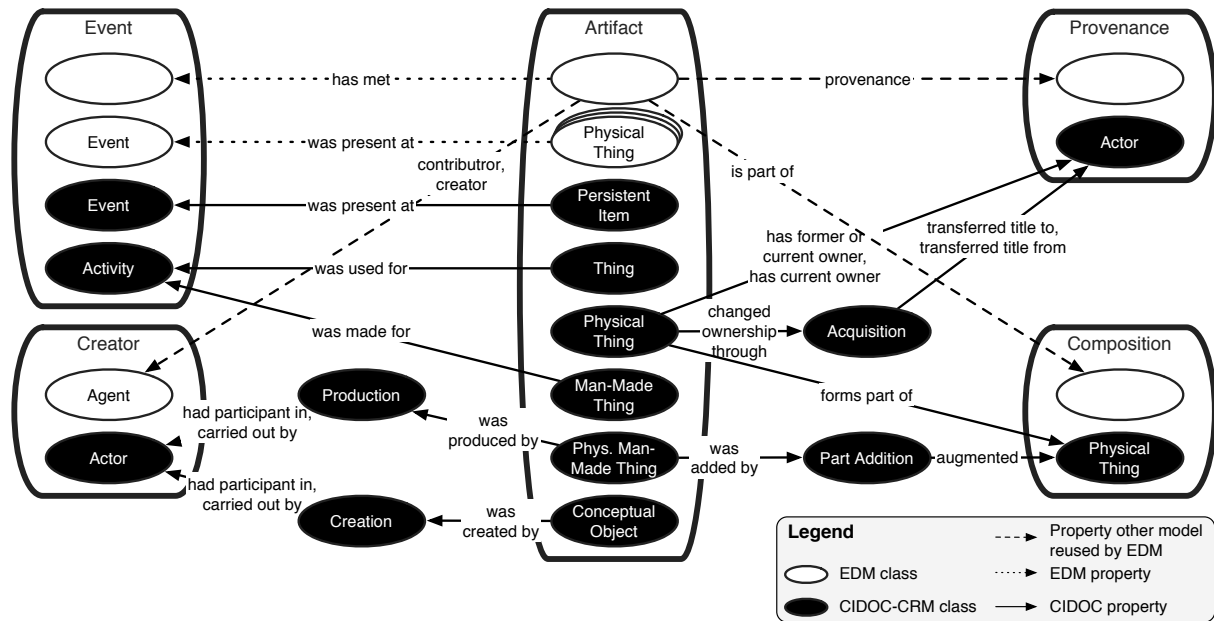 Event
Artifact
Provenance
has met
provenance
Event
was present at
Physical
Thing
Actor
contributror,
creator
is part of
Event
was present at
Persistent
Item
Activity
was used for
Thing
has former or
current owner,
has current owner
transferred title to,
transferred title from
was made for
Physical
Thing
changed
ownership
through
Acquisition
Creator
Composition
Agent
Production
Man-Made
Thing
forms part of
had participant in,
carried out by
was
produced by
Actor
Phys. Man-
Made Thing
was
added by
Part Addition
augmented
Physical
Thing
had participant in,
carried out by
Creation
was
created by
Conceptual
Object
Legend
Property other model
reused by EDM
EDM class
EDM property
CIDOC-CRM class
CIDOC property